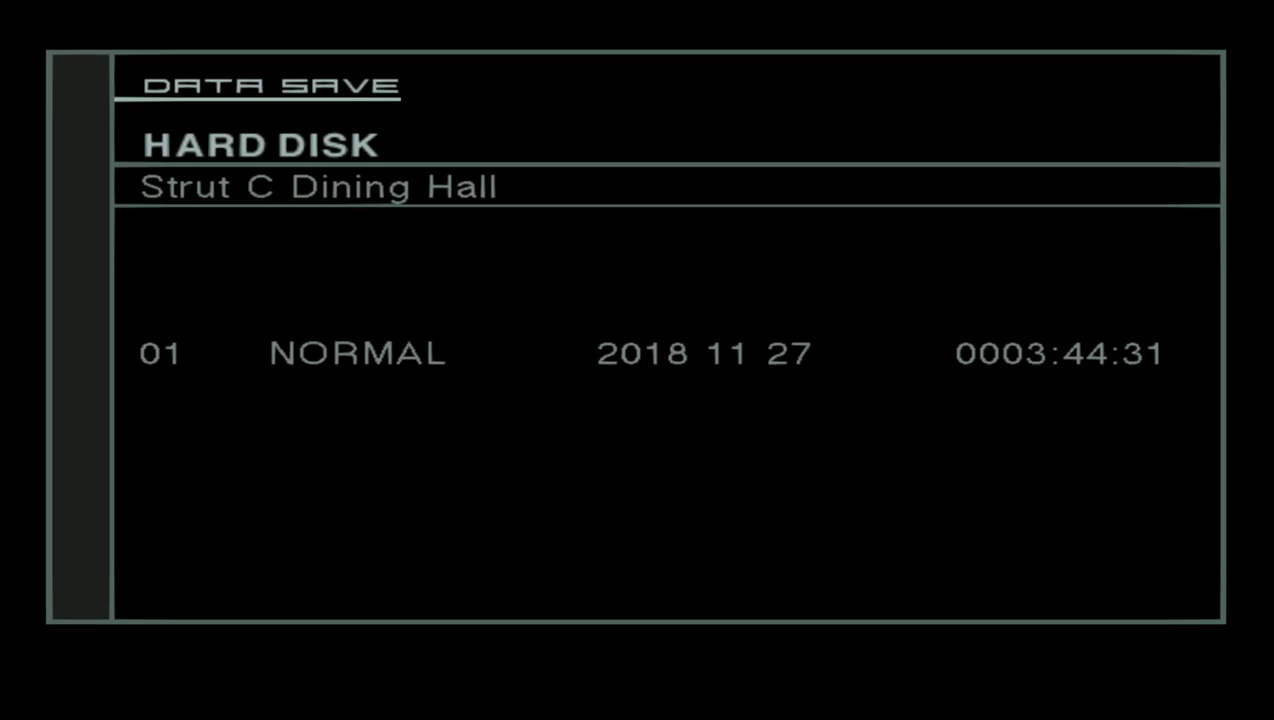 DATA SAVE
HARD DISK
Strut C Dining Hall
01 NORMAL 2018 11 27 0003:44:31